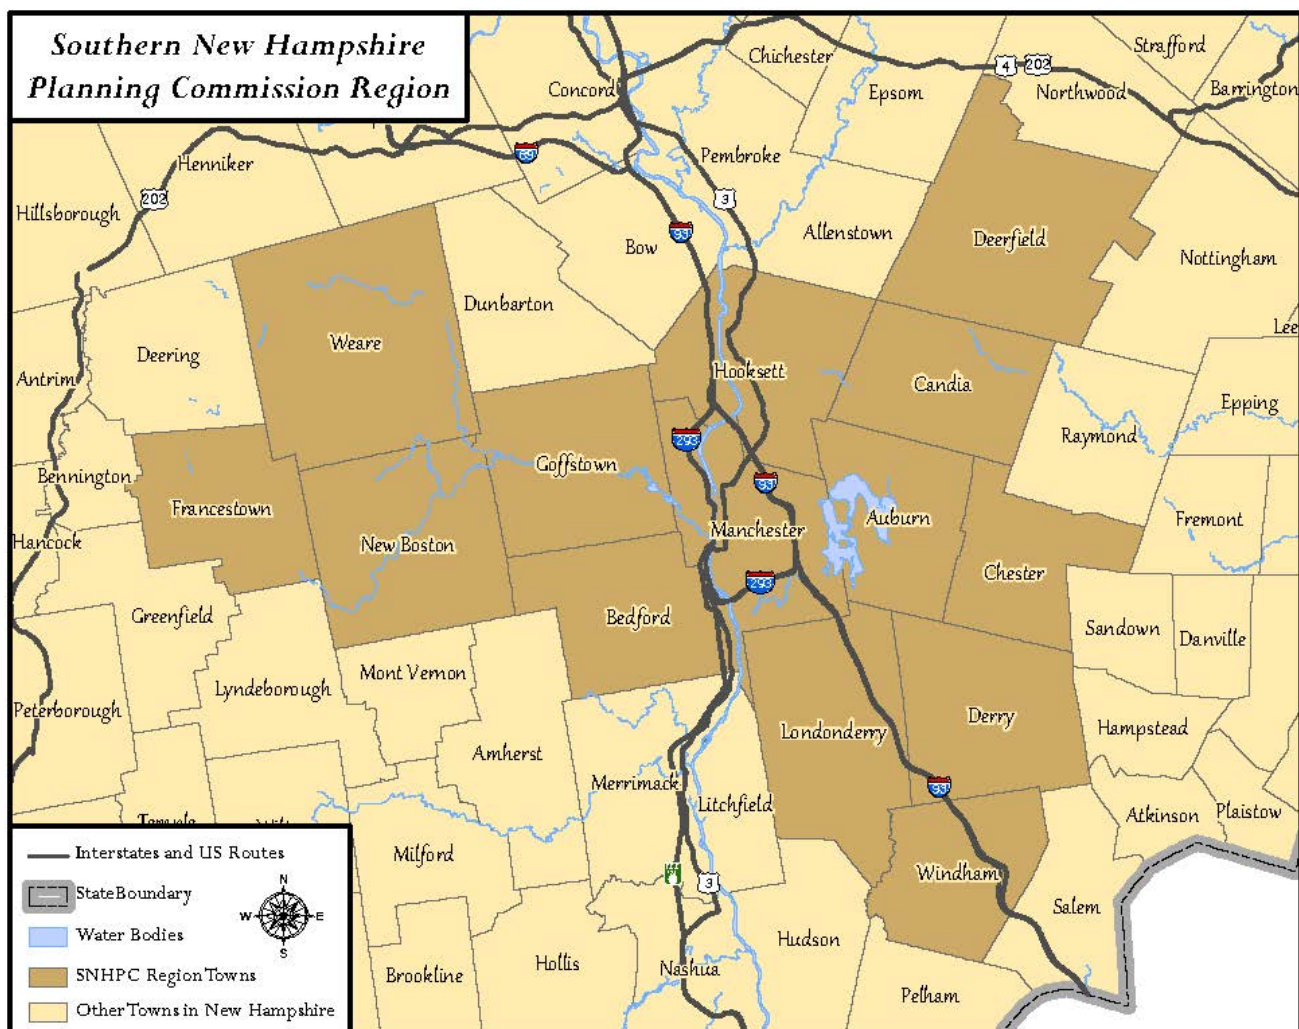 Southern New Hampshire
Planning Commission Region
Strafford
Chichester
4
202
Concord
Epsom
Northwood
Barrington
Henniker
89
Pembroke
202
3
Hillsborough
93
Allenstown
Deerfield
Bow
Nottingham
Dunbarton
Lee
Weare
Deering
Antrim
Hooksett
Candia
Epping
293
Raymond
Goffstown
Bennington
93
Francestown
Auburn
Fremont
Manchester
Hancock
New Boston
Chester
293
Greenfield
Bedford
Sandown
Danville
Mont Vernon
Lyndeborough
Peterborough
Derry
Londonderry
Hampstead
Amherst
Merrimack
93
Litchfield
Atkinson
Plaistow
Temple
Interstates and US Routes
Milford
Windham
3
State Boundary
N
W
E
S
Salem
Water Bodies
Hudson
SNHPC Region Towns
Brookline
Hollis
Nashua
Pelham
Other Towns in New Hampshire